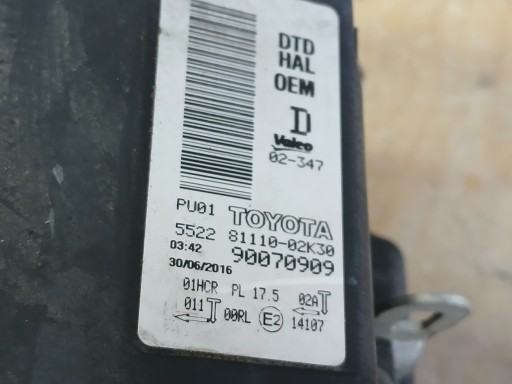 DTD
HAL
OEM
D
Valeo
02-347
PU01 TOYOTA
5522 81110-02K30
03:42 90070909
30/06/2016
01HCR PL 17.5 02A
011 00RL E2 14107